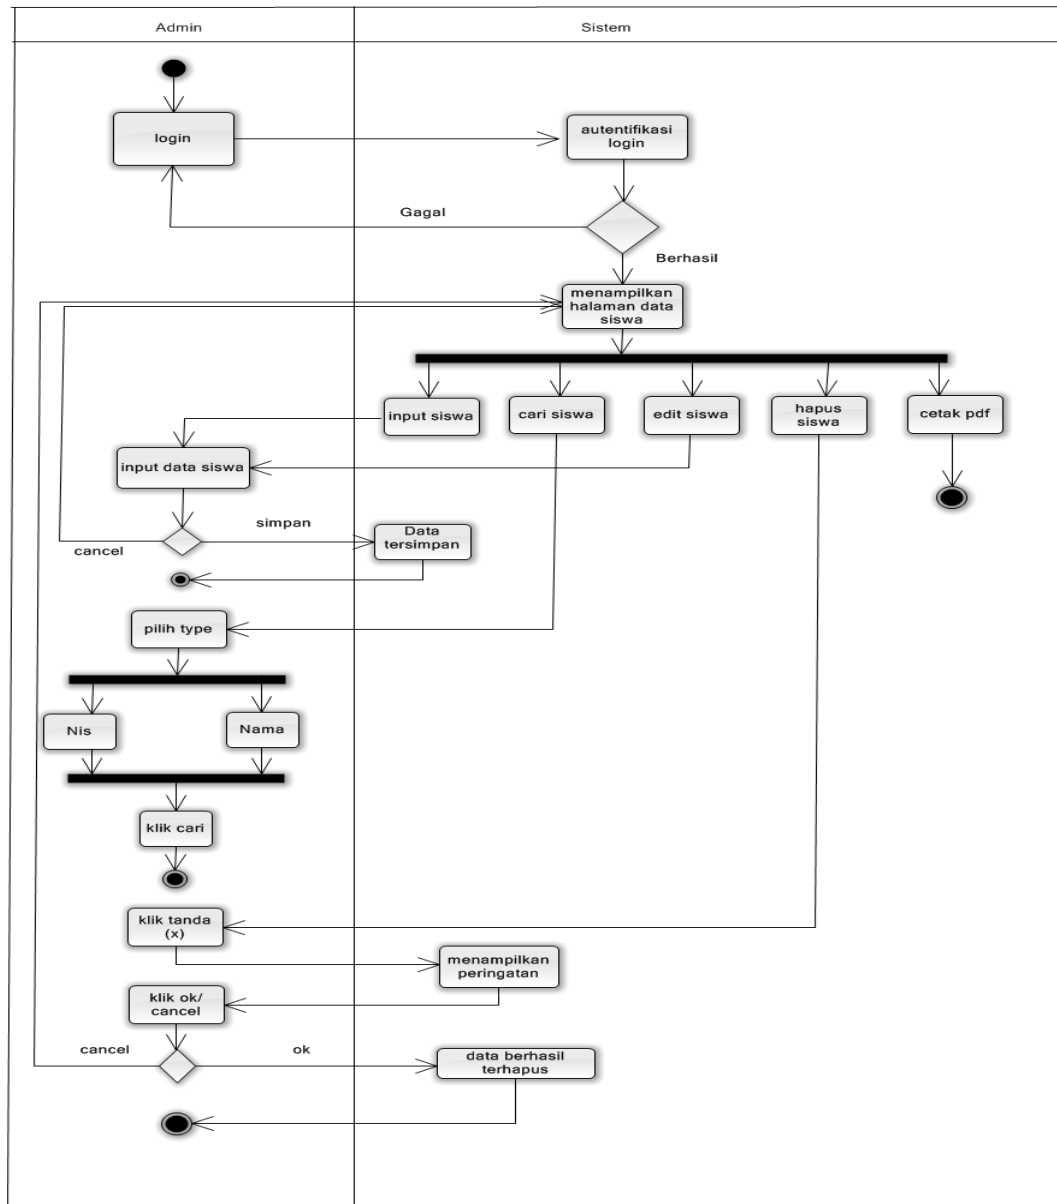 Admin
Sistem
login
autentifikasi
login
Gagal
Berhasil
menampilkan
halaman data
siswa
input siswa
cari siswa
edit siswa
hapus
siswa
cetak pdf
input data siswa
simpan
Data
tersimpan
cancel
pilih type
Nis
Nama
klik cari
klik tanda
(x)
menampilkan
peringatan
klik ok/
cancel
cancel
ok
data berhasil
terhapus